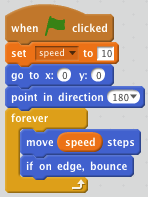 when clicked
set speed to 10
go to x: 0 y: 0
point in direction 180
forever
move speed steps
if on edge, bounce